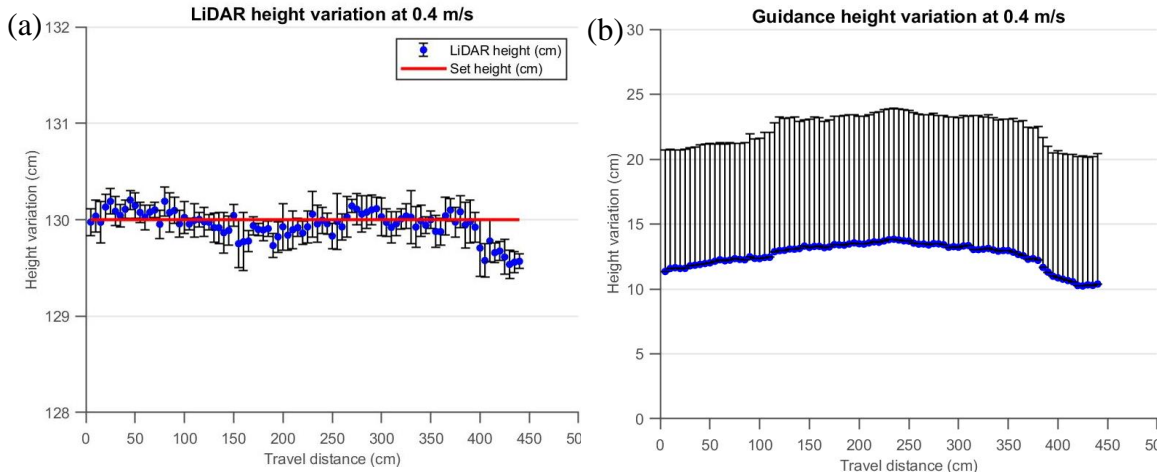 (a)
LiDAR height variation at 0.4 m/s
132
131
130
129
128
Height variation (cm)
LiDAR height (cm)
Set height (cm)
0 50 100 150 200 250 300 350 400 450 50
Travel distance (cm)
(b)
Guidance height variation at 0.4 m/s
30
25
20
15
10
5
0
Height variation (cm)
0 50 100 150 200 250 300 350 400 450 50
Travel distance (cm)